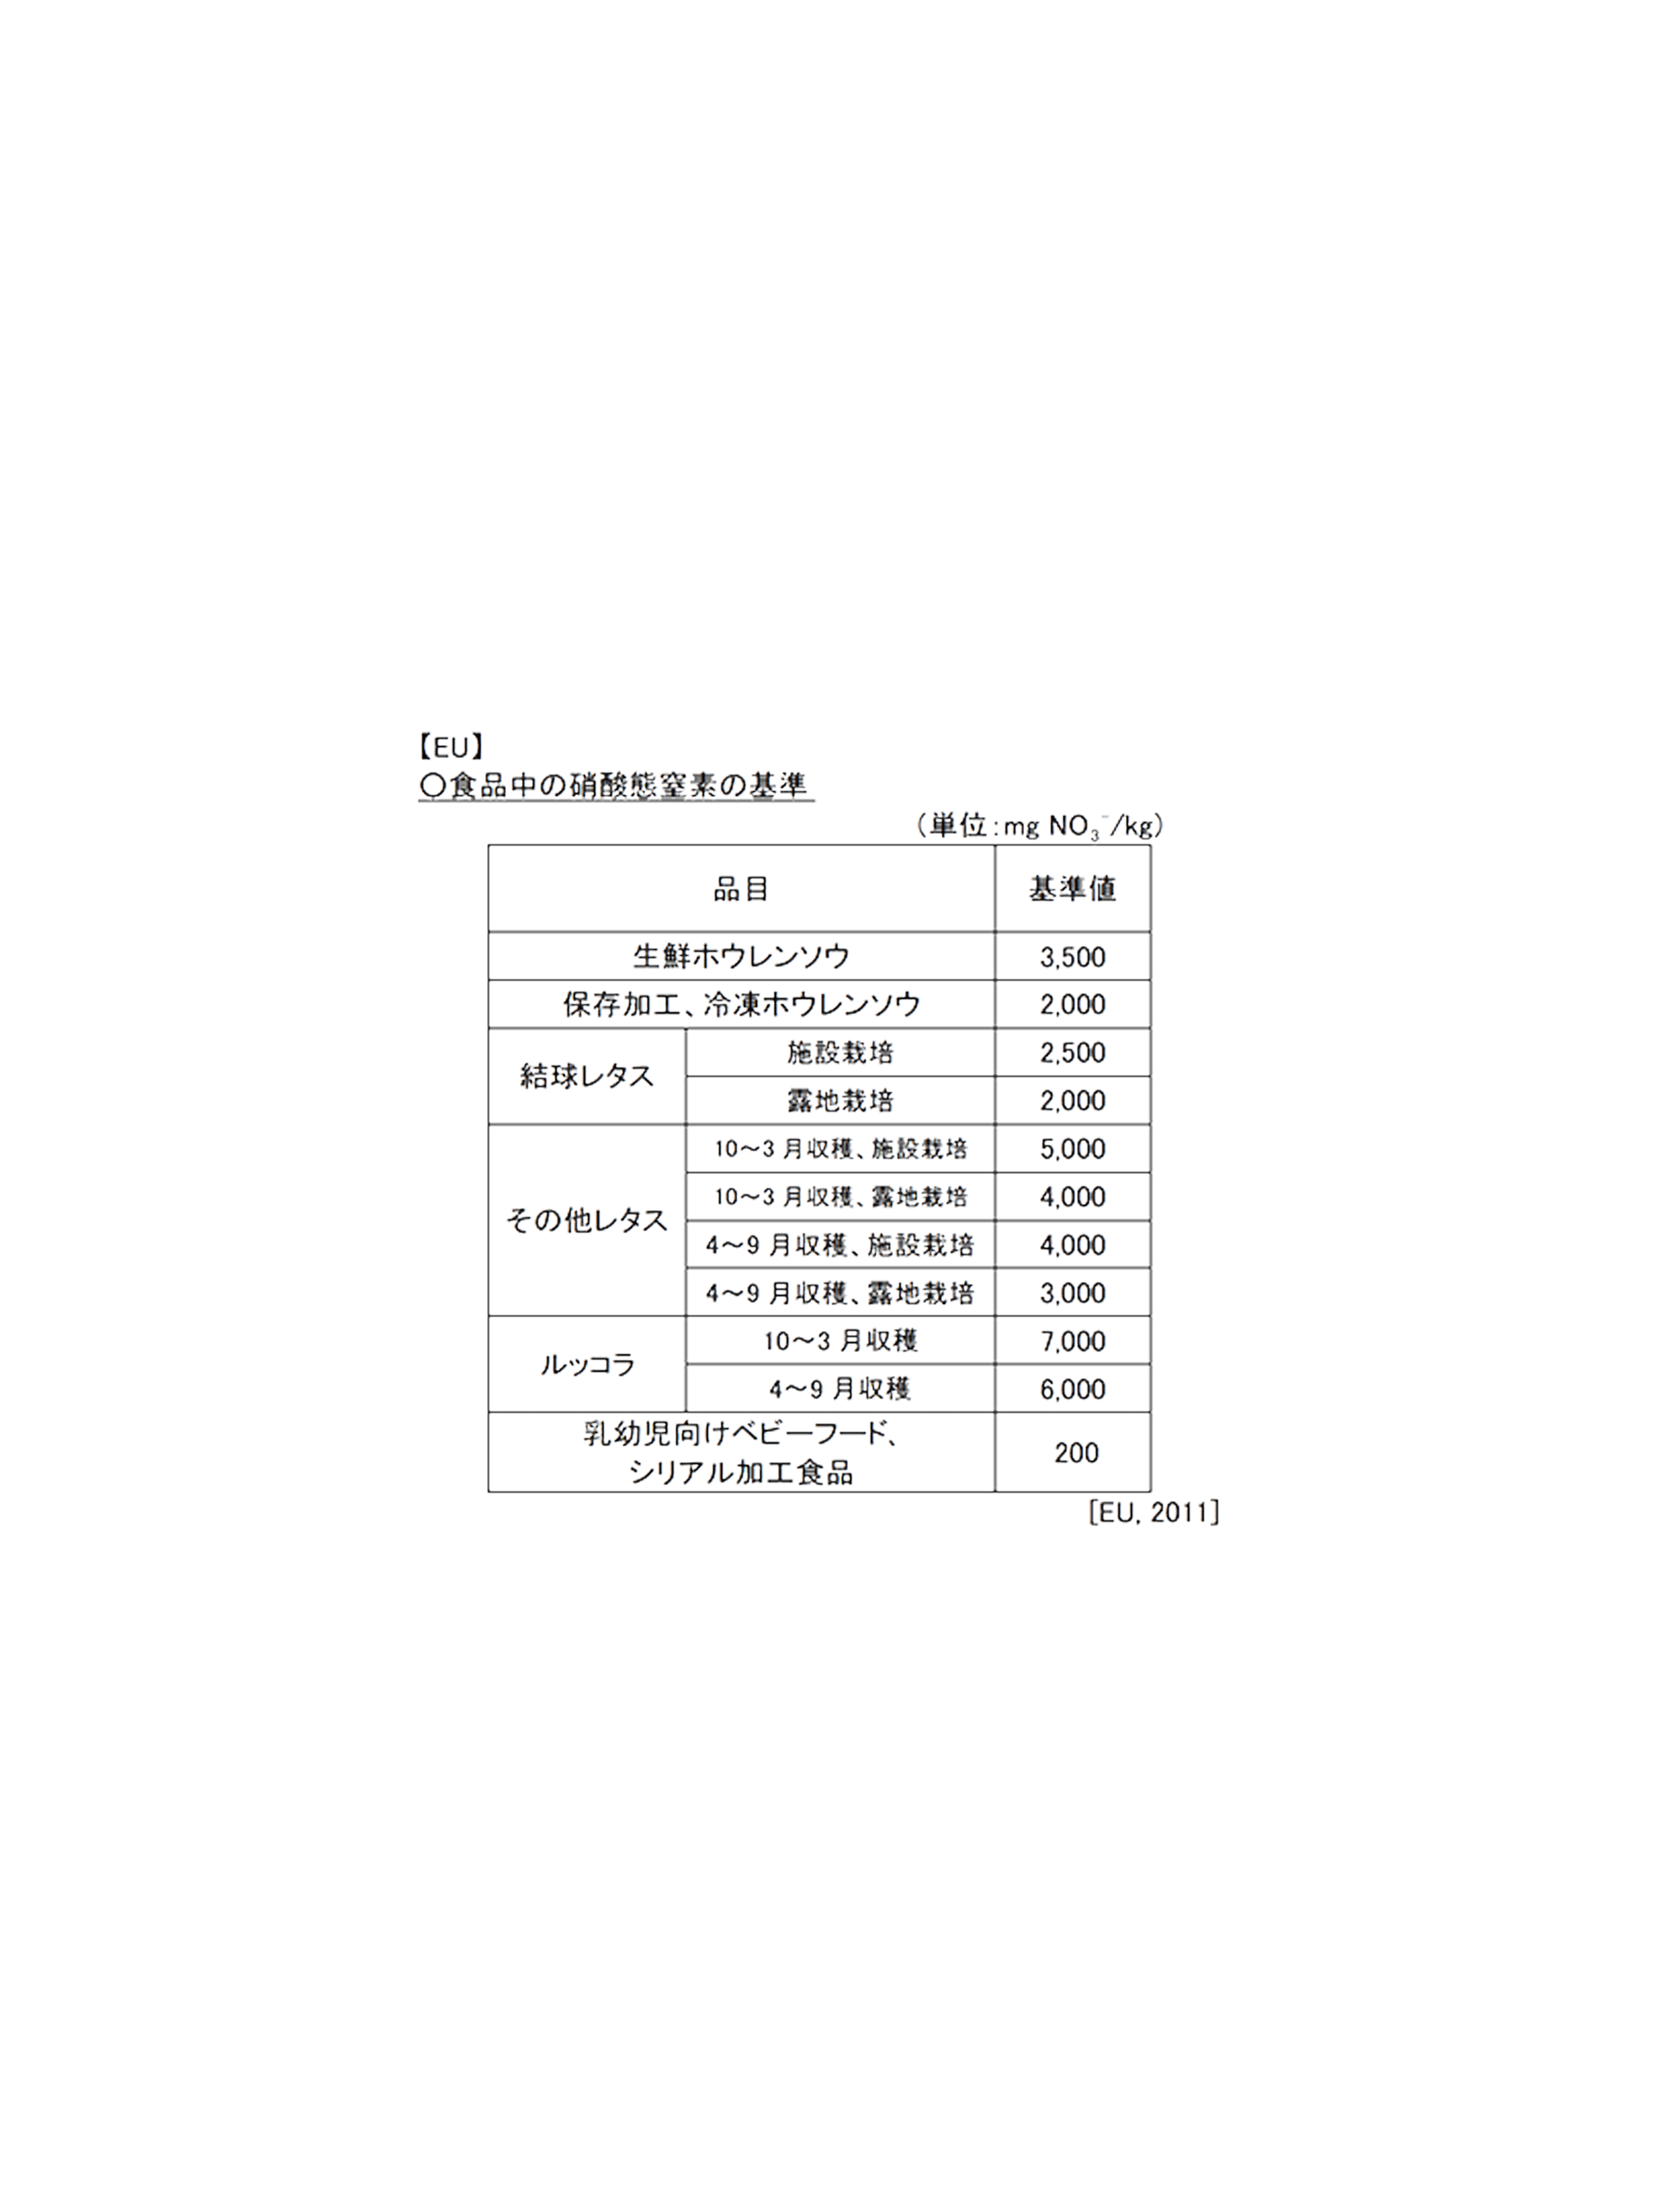 【EU】
○食品中の硝酸態窒素の基準
(単位:mg NO₃⁻/kg)
品目 基準値
生鮮ホウレンソウ 3,500
保存加工、冷凍ホウレンソウ 2,000
結球レタス 施設栽培 2,500
露地栽培 2,000
その他レタス 10～3 月収穫、施設栽培 5,000
10～3 月収穫、露地栽培 4,000
4～9 月収穫、施設栽培 4,000
4～9 月収穫、露地栽培 3,000
ルッコラ 10～3 月収穫 7,000
4～9 月収穫 6,000
乳幼児向けベビーフード、
シリアル加工食品 200
[EU, 2011]